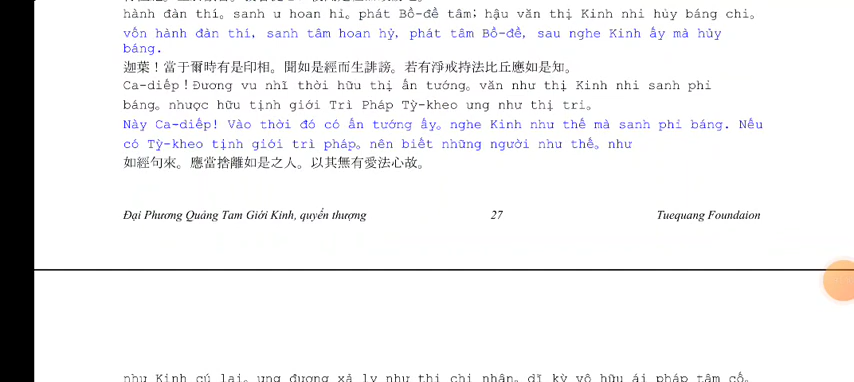 hành đàn thí。sanh ư hoan hi。phát Bồ-đề tâm；hậu văn thị Kinh nhi hủy báng chi。
vốn hành đàn thí, sanh tâm hoan hỷ, phát tâm Bồ-đề, sau nghe Kinh ấy mà hủy
báng.
迦葉！當于爾時有是印相。聞如是經而生誹謗。若有淨戒持法比丘應如是知。
Ca-diếp！Đương vu nhĩ thời hữu thị ấn tướng。văn như thị Kinh nhi sanh phỉ
báng。nhược hữu tịnh giới Trì Pháp Tỳ-kheo ưng như thị tri。
Này Ca-diếp! Vào thời đó có ấn tướng ấy。nghe Kinh như thế mà sanh phỉ báng. Nếu
có Tỳ-kheo tịnh giới trì pháp。nên biết những người như thế。như
如經句來。應當捨離如是之人。以其無有愛法心故。
Đại Phương Quảng Tam Giới Kinh, quyển thượng 27 Tuequang Foundaion
như Kinh cú lai。ưng đương xả ly như thị chi nhân。dĩ kỳ vô hữu ái pháp tâm cố。